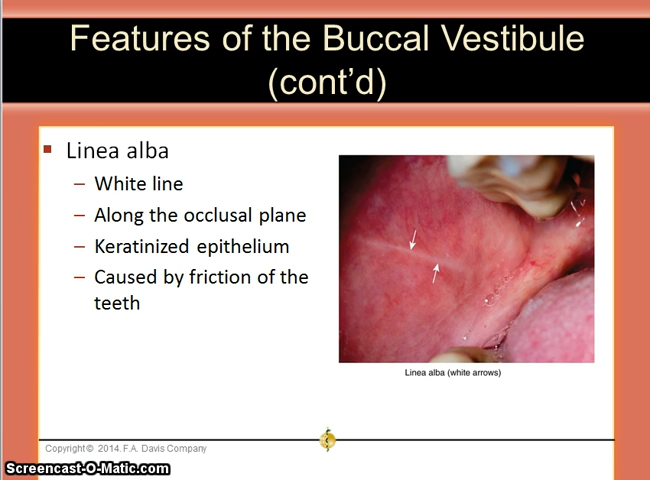 Features of the Buccal Vestibule
(cont’d)
▪ Linea alba
– White line
– Along the occlusal plane
– Keratinized epithelium
– Caused by friction of the
teeth
Linea alba (white arrows)
Copyright © 2014. F.A. Davis Company
Screencast-O-Matic.com